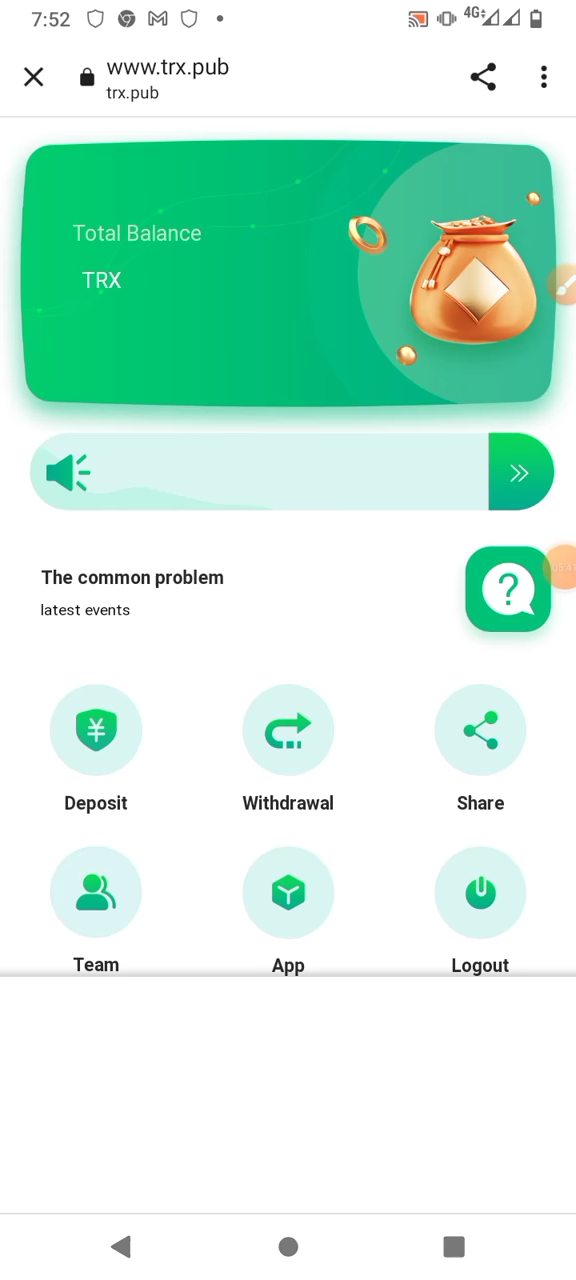 7:52
4G
www.trx.pub
trx.pub
Total Balance
TRX
The common problem
latest events
Deposit
Withdrawal
Share
Team
App
Logout